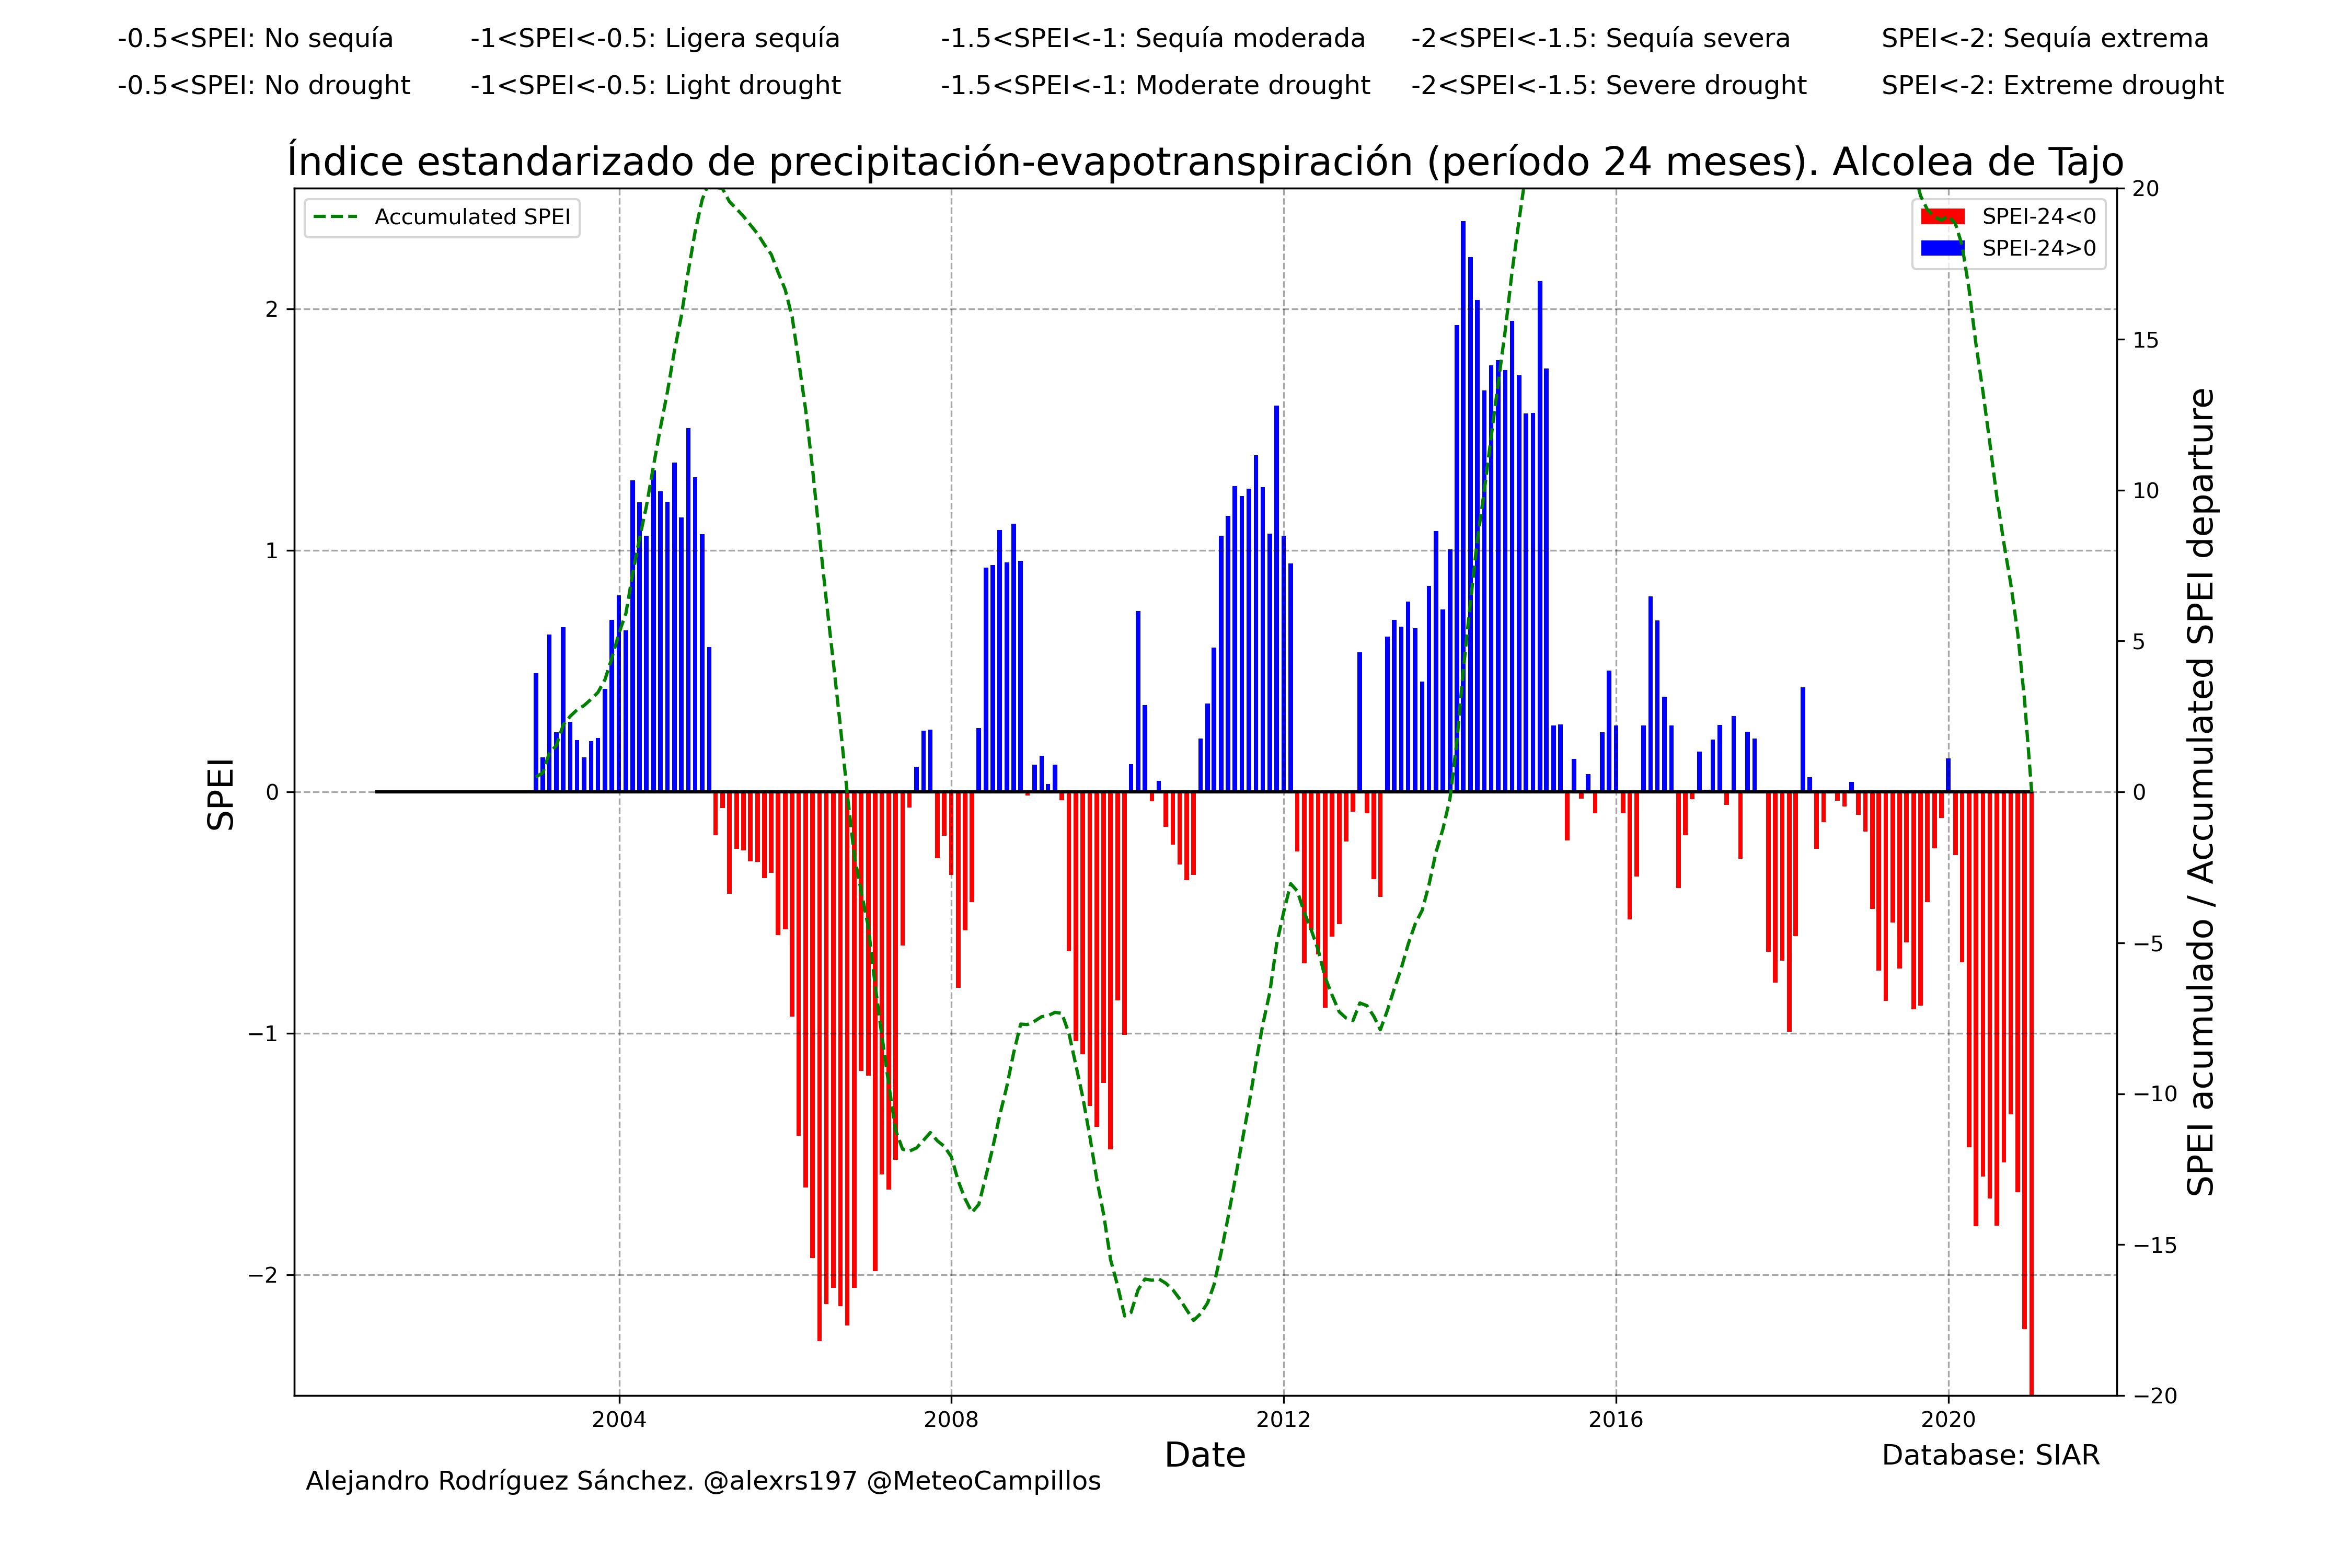 -0.5<SPEI: No sequía -1<SPEI<-0.5: Ligera sequía -1.5<SPEI<-1: Sequía moderada -2<SPEI<-1.5: Sequía severa SPEI<-2: Sequía extrema
-0.5<SPEI: No drought -1<SPEI<-0.5: Light drought -1.5<SPEI<-1: Moderate drought -2<SPEI<-1.5: Severe drought SPEI<-2: Extreme drought
Índice estandarizado de precipitación-evapotranspiración (período 24 meses). Alcolea de Tajo
Accumulated SPEI
SPEI-24<0
SPEI-24>0
SPEI
2
1
0
−1
−2
20
15
10
5
0
−5
−10
−15
−20
SPEI acumulado / Accumulated SPEI departure
2004 2008 2012 2016 2020
Date
Database: SIAR
Alejandro Rodríguez Sánchez. @alexrs197 @MeteoCampillos